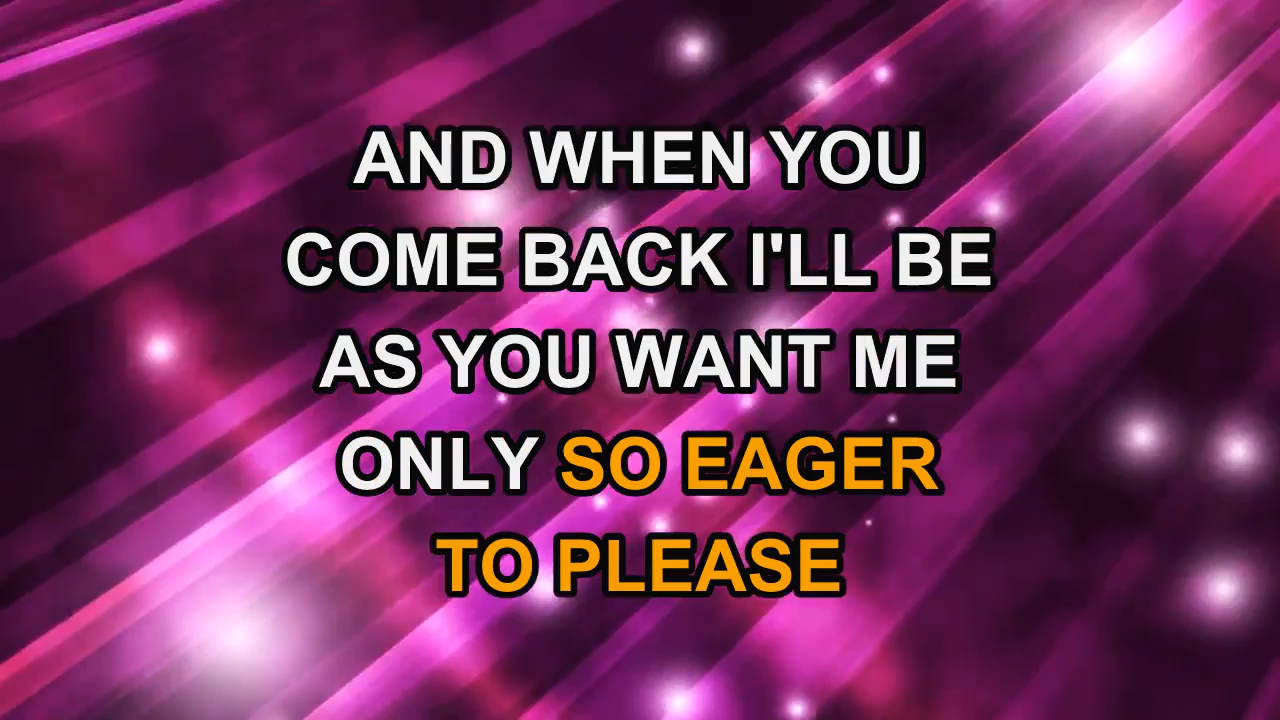 AND WHEN YOU
COME BACK I'LL BE
AS YOU WANT ME
ONLY SO EAGER
TO PLEASE